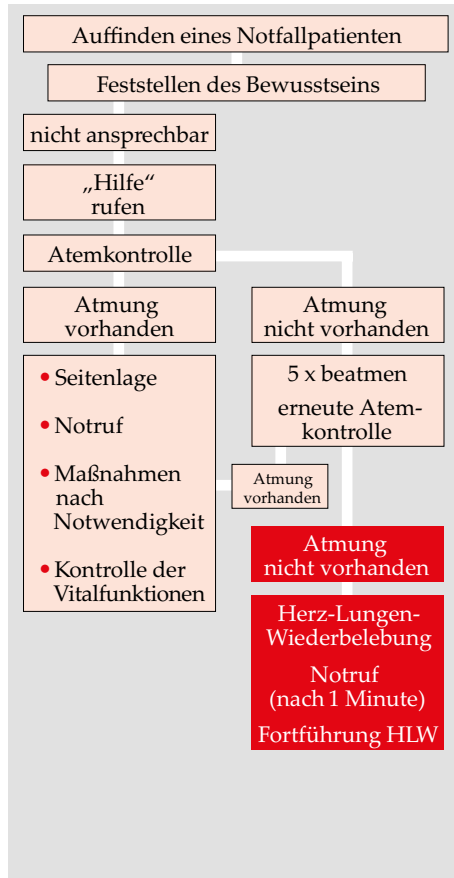 Auffinden eines Notfallpatienten
Feststellen des Bewusstseins
nicht ansprechbar
„Hilfe“
rufen
Atemkontrolle
Atmung
vorhanden
Atmung
nicht vorhanden
• Seitenlage
• Notruf
• Maßnahmen
nach
Notwendigkeit
• Kontrolle der
Vitalfunktionen
5 x beatmen
erneute Atem-
kontrolle
Atmung
vorhanden
Atmung
nicht vorhanden
Herz-Lungen-
Wiederbelebung
Notruf
(nach 1 Minute)
Fortführung HLW